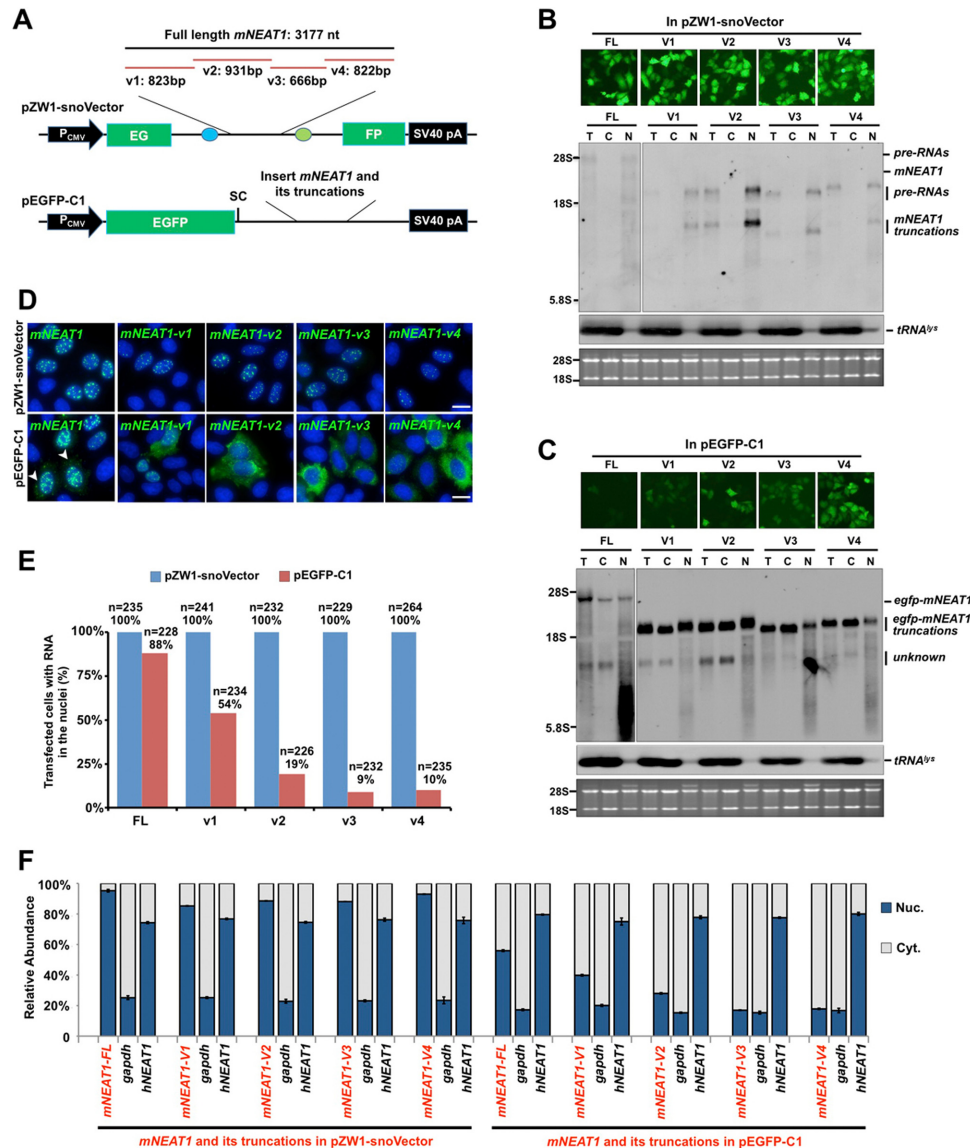 A
Full length mNEAT1: 3177 nt
v2: 931bp v4: 822bp
v1: 823bp v3: 666bp
pZW1-snoVector
PCMV EG FP SV40 pA
Insert mNEAT1 and
its truncations
pEGFP-C1
SC
PCMV EGFP SV40 pA
B
In pZW1-snoVector
FL V1 V2 V3 V4
FL V1 V2 V3 V4
T C N T C N T C N T C N T C N
28S
pre-RNAs
mNEAT1
18S
pre-RNAs
mNEAT1
truncations
5.8S
tRNAlys
28S
18S
C
In pEGFP-C1
FL V1 V2 V3 V4
FL V1 V2 V3 V4
T C N T C N T C N T C N T C N
28S
egfp-mNEAT1
18S
egfp-mNEAT1
truncations
unknown
5.8S
tRNAlys
28S
18S
D
pZW1-snoVector
mNEAT1 mNEAT1-v1 mNEAT1-v2 mNEAT1-v3 mNEAT1-v4
pEGFP-C1
mNEAT1 mNEAT1-v1 mNEAT1-v2 mNEAT1-v3 mNEAT1-v4
E
pZW1-snoVector pEGFP-C1
Transfected cells with RNA
in the nuclei (%)
n=235 n=241 n=232 n=229 n=264
100% 100% 100% 100% 100%
n=228
88%
n=234
54%
n=226
19%
n=232
9%
n=235
10%
100%
75%
50%
25%
0%
FL v1 v2 v3 v4
F
Relative Abundance
100%
80%
60%
40%
20%
0
Nuc.
Cyt.
mNEAT1-FL gapdh hNEAT1 mNEAT1-V1 gapdh hNEAT1 mNEAT1-V2 gapdh hNEAT1 mNEAT1-V3 gapdh hNEAT1 mNEAT1-V4 gapdh hNEAT1 mNEAT1-FL gapdh hNEAT1 mNEAT1-V1 gapdh hNEAT1 mNEAT1-V2 gapdh hNEAT1 mNEAT1-V3 gapdh hNEAT1 mNEAT1-V4 gapdh hNEAT1
mNEAT1 and its truncations in pZW1-snoVector
mNEAT1 and its truncations in pEGFP-C1